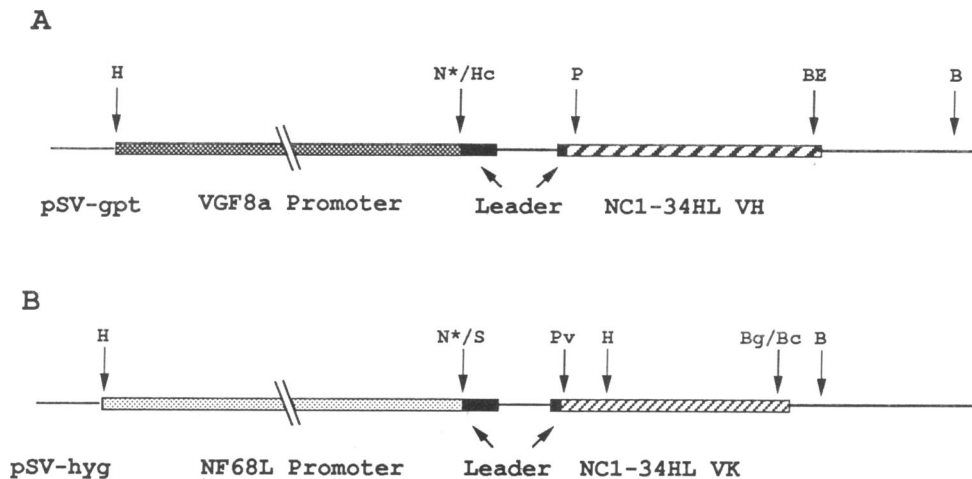 A
H N*/Hc P BE B
pSV-gpt VGF8a Promoter Leader NC1-34HL VH
B
H N*/S Pv H Bg/Bc B
pSV-hyg NF68L Promoter Leader NC1-34HL VK